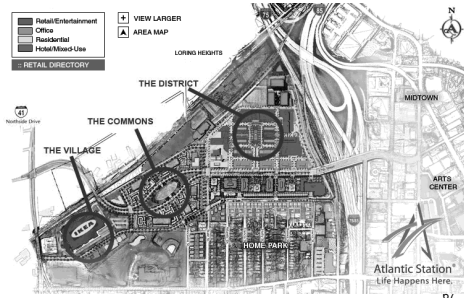 Retail/Entertainment
Office
Residential
Hotel/Mixed-Use
:: RETAIL DIRECTORY
+ VIEW LARGER
AREA MAP
LORING HEIGHTS
N
THE DISTRICT
MIDTOWN
41
Northside Drive
THE COMMONS
THE VILLAGE
IKEA
ARTS
CENTER
HOME PARK
Atlantic Station
Life Happens Here.